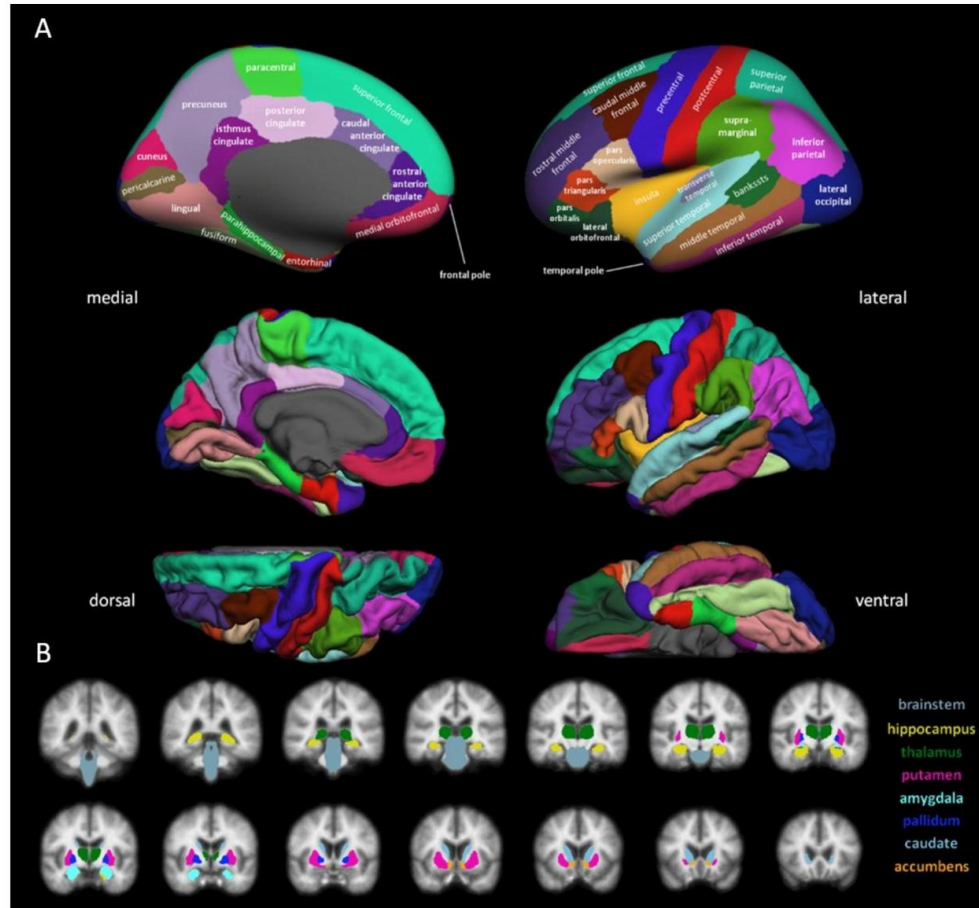 A
paracentral
superior frontal
precuneus
posterior
cingulate
isthmus
cingulate
caudal
anterior
cingulate
cuneus
rostral
anterior
cingulate
pericalcarine
lingual
medial orbitofrontal
parahippocampal
fusiform
entorhinal
frontal pole
superior frontal
caudal middle
frontal
precentral
postcentral
superior
parietal
rostral middle
frontal
pars
opercularis
supra-
marginal
Inferior
parietal
pars
triangularis
insula
transverse
temporal
bankssts
lateral
occipital
pars
orbitalis
lateral
orbitofrontal
superior temporal
middle temporal
inferior temporal
temporal pole
medial
lateral
dorsal
ventral
B
brainstem
hippocampus
thalamus
putamen
amygdala
pallidum
caudate
accumbens